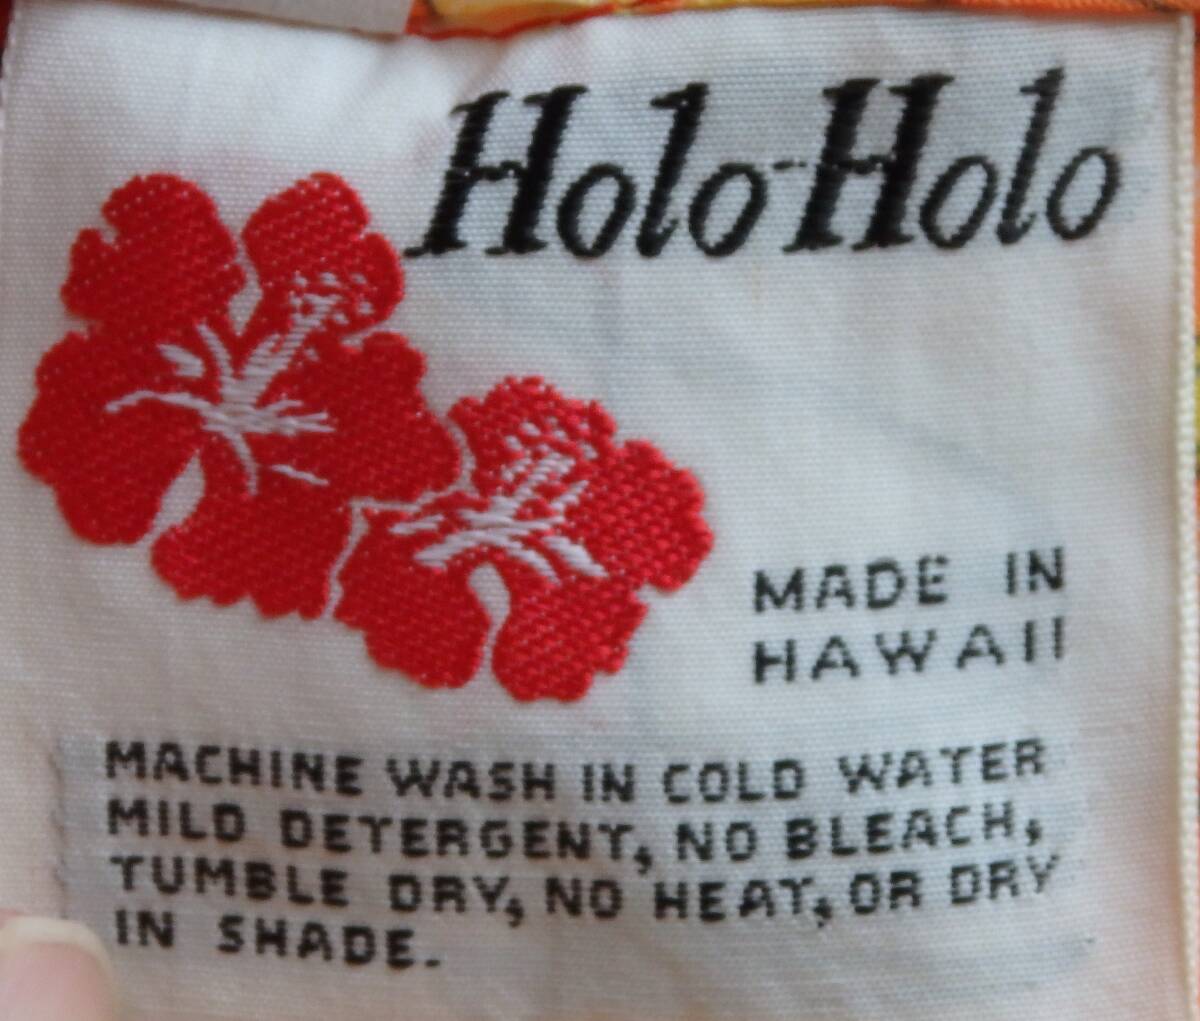 Holo-Holo
MADE IN
HAWAII
MACHINE WASH IN COLD WATER
MILD DETERGENT, NO BLEACH,
TUMBLE DRY, NO HEAT, OR DRY
IN SHADE.